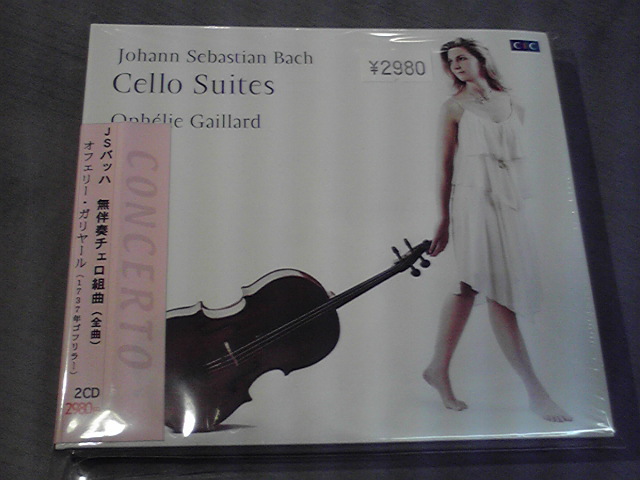 Johann Sebastian Bach
Cello Suites
Ophélie Gaillard
¥2980
CONCERTO
JSバッハ 無伴奏チェロ組曲(全曲)
オフェリー・ガリヤール(1737年ゴフリラー)
2CD
2980